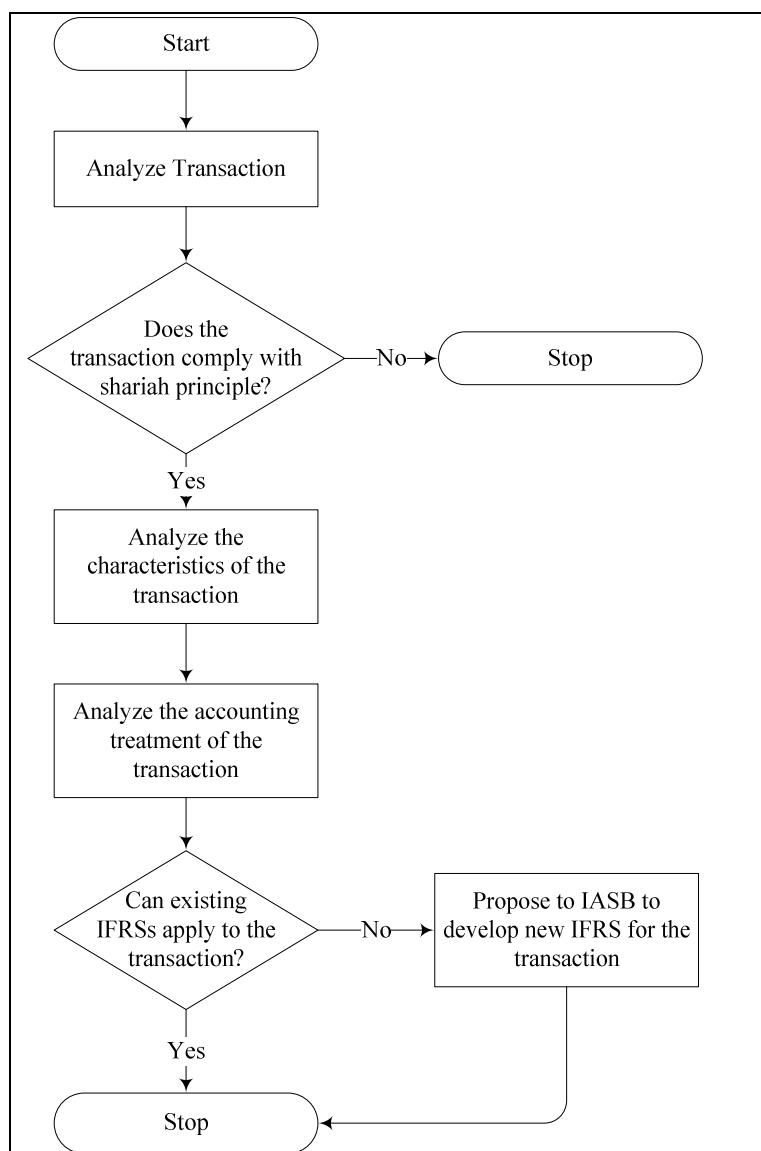 Start
Analyze Transaction
Does the
transaction comply with
shariah principle?
No
Stop
Yes
Analyze the
characteristics of the
transaction
Analyze the accounting
treatment of the
transaction
Can existing
IFRSs apply to the
transaction?
No
Propose to IASB to
develop new IFRS for the
transaction
Yes
Stop